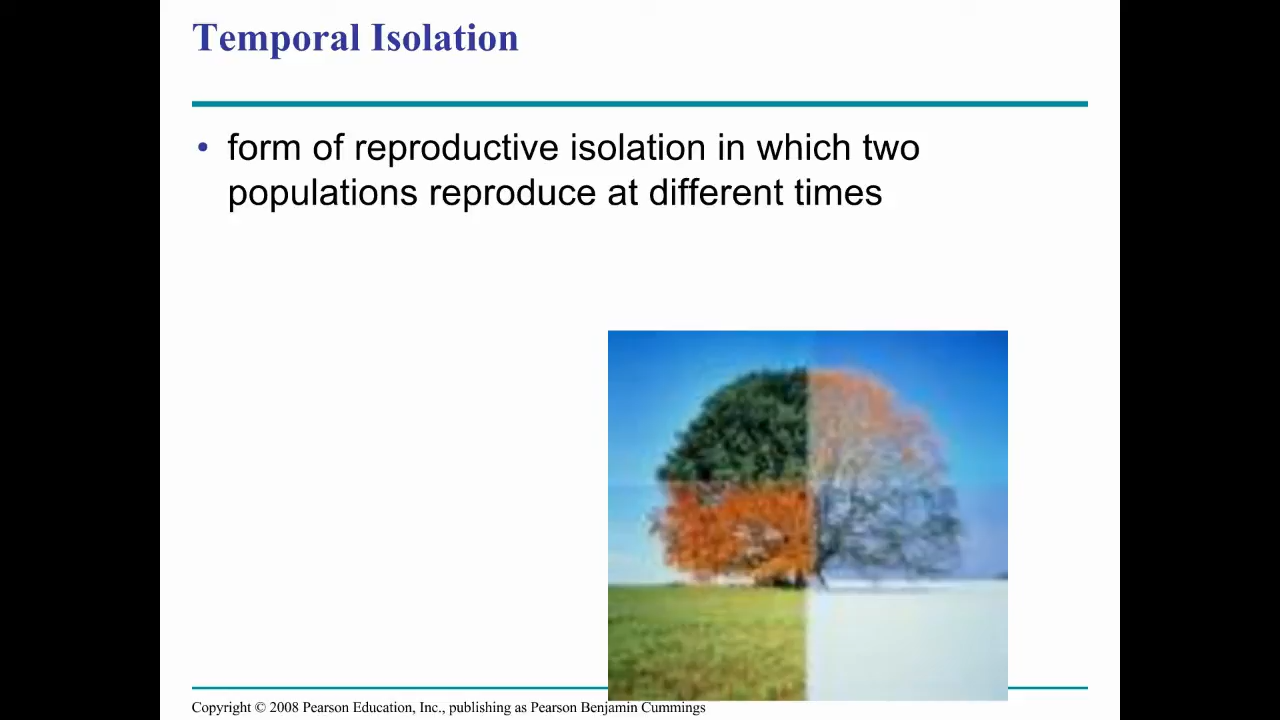 Temporal Isolation
• form of reproductive isolation in which two
populations reproduce at different times
Copyright © 2008 Pearson Education, Inc., publishing as Pearson Benjamin Cummings